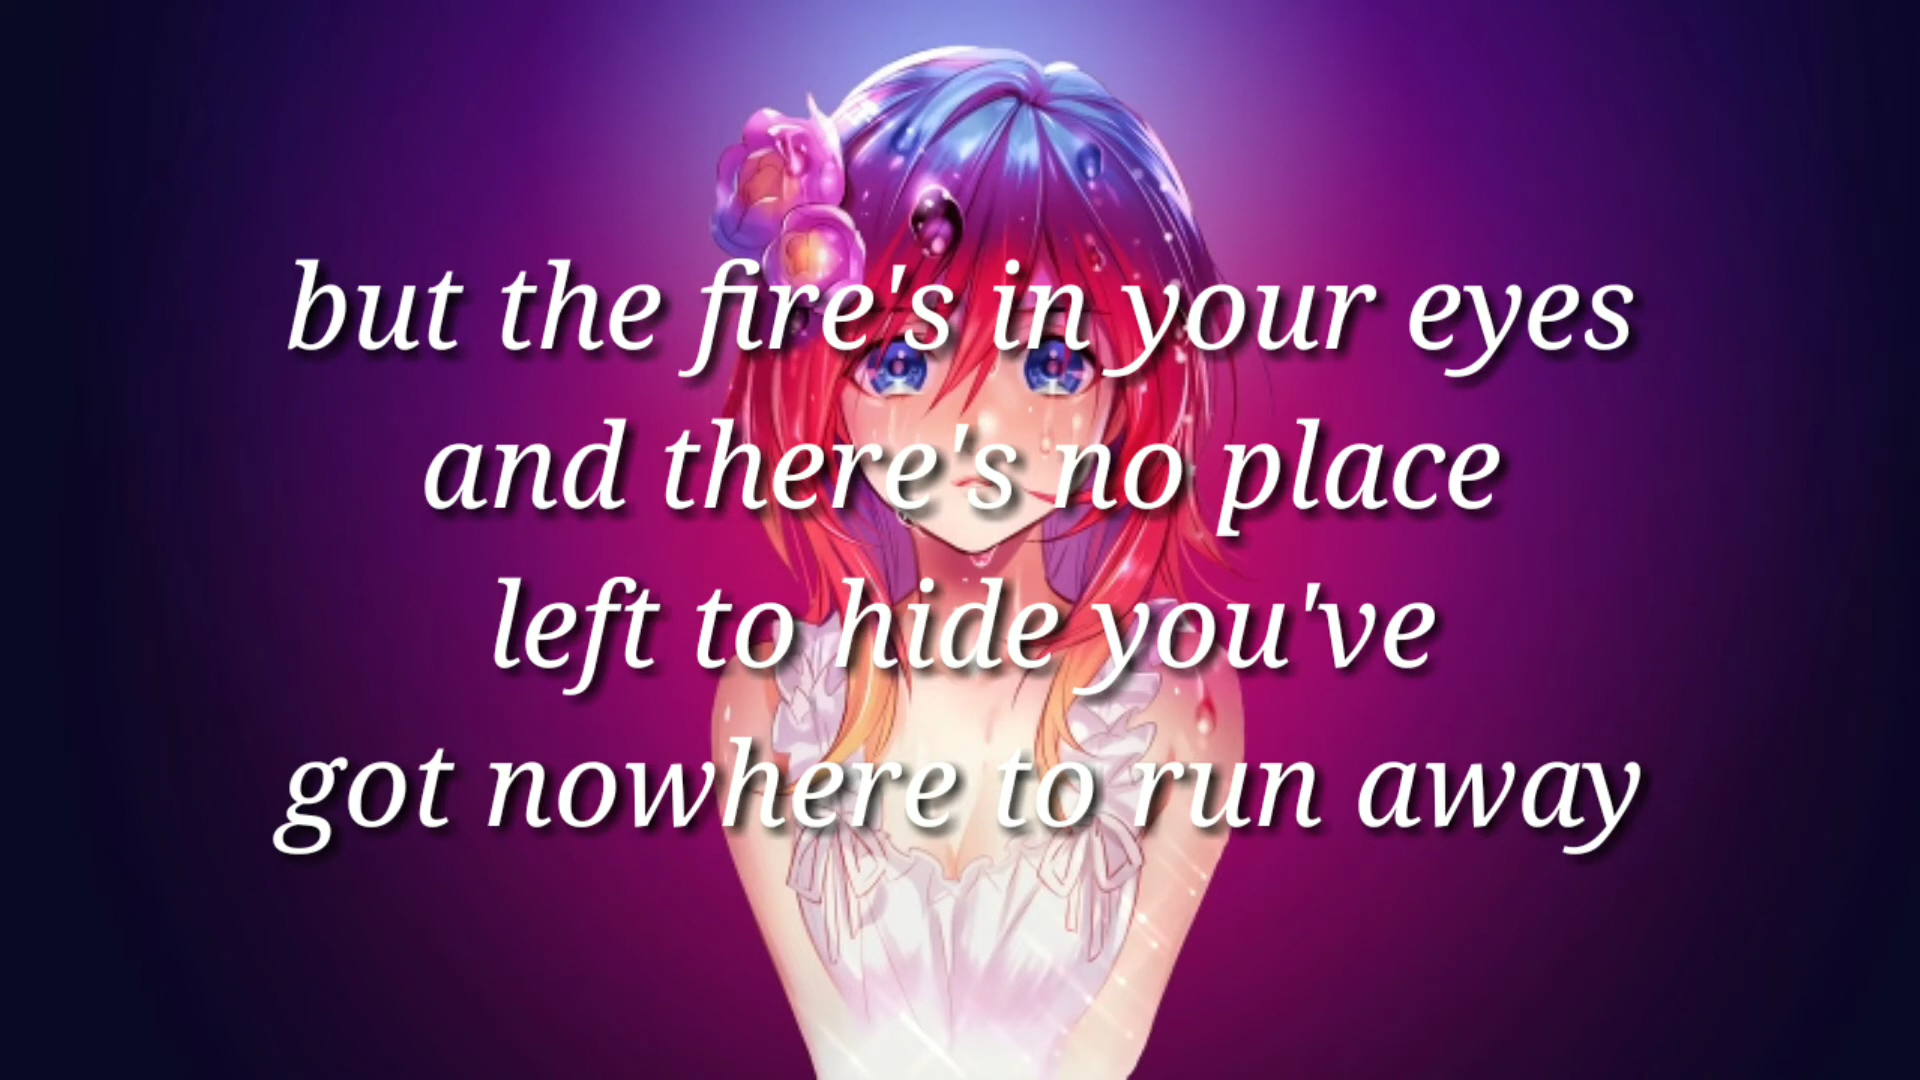 but the fire's in your eyes
and there's no place
left to hide you've
got nowhere to run away